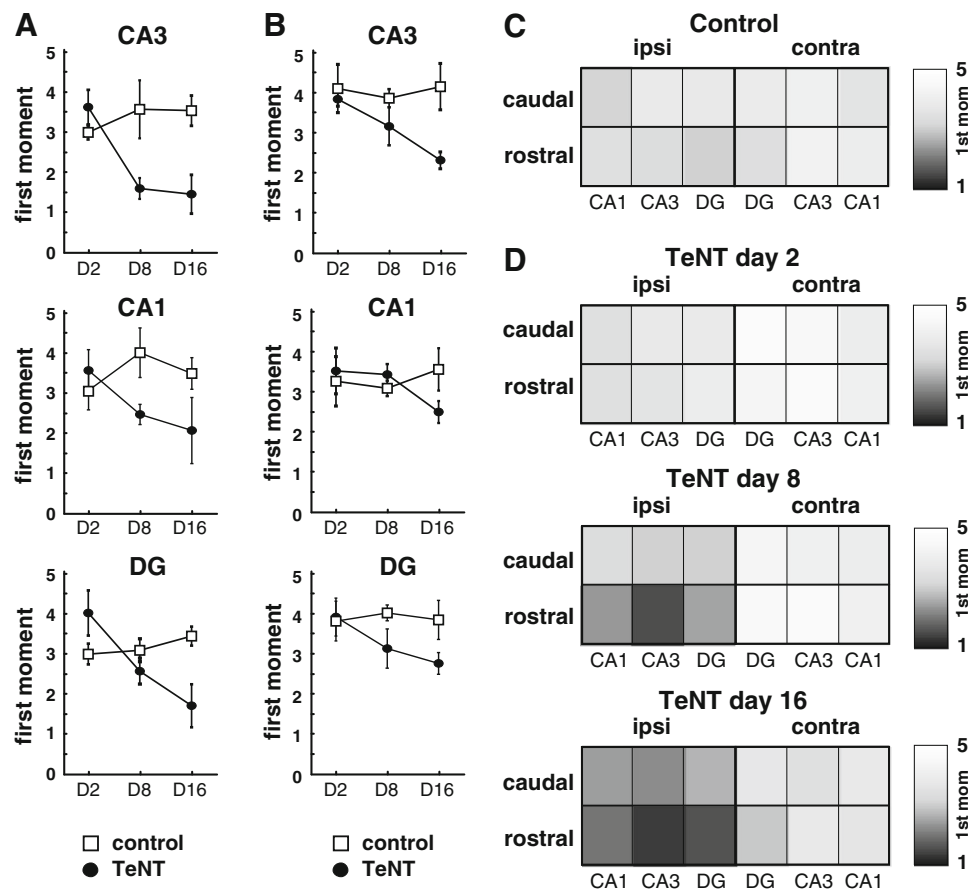 A
CA3
5
4
3
2
1
0
first moment
D2 D8 D16
CA1
5
4
3
2
1
0
first moment
D2 D8 D16
DG
5
4
3
2
1
0
first moment
D2 D8 D16
control
TeNT
B
CA3
5
4
3
2
1
0
first moment
D2 D8 D16
CA1
5
4
3
2
1
0
first moment
D2 D8 D16
DG
5
4
3
2
1
0
first moment
D2 D8 D16
control
TeNT
C
Control
ipsi contra
caudal
rostral
CA1 CA3 DG DG CA3 CA1
5
1st mom
1
D
TeNT day 2
ipsi contra
caudal
rostral
CA1 CA3 DG DG CA3 CA1
5
1st mom
1
TeNT day 8
ipsi contra
caudal
rostral
CA1 CA3 DG DG CA3 CA1
5
1st mom
1
TeNT day 16
ipsi contra
caudal
rostral
CA1 CA3 DG DG CA3 CA1
5
1st mom
1